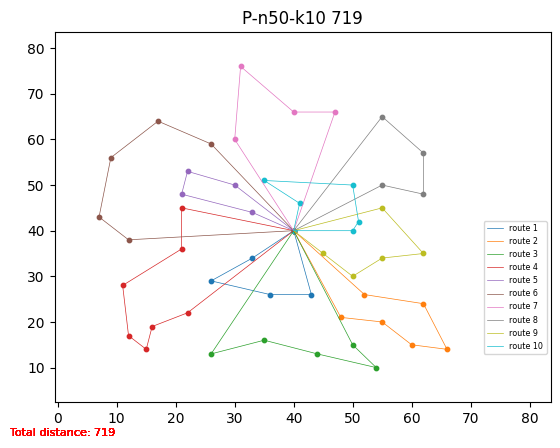 P-n50-k10 719
80
70
60
50
40
30
20
10
0 10 20 30 40 50 60 70 80
route 1
route 2
route 3
route 4
route 5
route 6
route 7
route 8
route 9
route 10
Total distance: 719